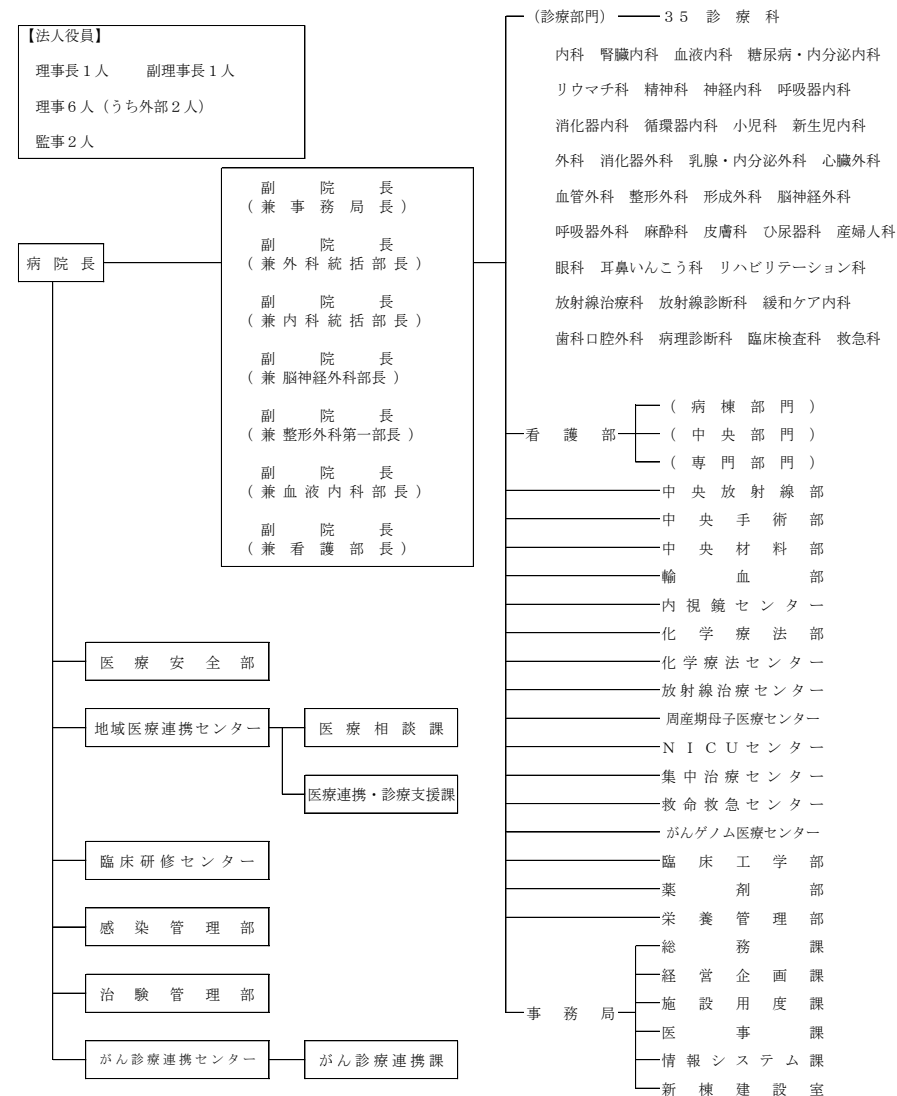 【法人役員】
理事長１人　副理事長１人
理事６人（うち外部２人）
監事２人
病院長
副院長
（兼事務局長）
副院長
（兼外科統括部長）
副院長
（兼内科統括部長）
副院長
（兼脳神経外科部長）
副院長
（兼整形外科第一部長）
副院長
（兼血液内科部長）
副院長
（兼看護部長）
医療安全部
地域医療連携センター
医療相談課
医療連携・診療支援課
臨床研修センター
感染管理部
治験管理部
がん診療連携センター
がん診療連携課
（診療部門）
３５診療科
内科　腎臓内科　血液内科　糖尿病・内分泌内科
リウマチ科　精神科　神経内科　呼吸器内科
消化器内科　循環器内科　小児科　新生児内科
外科　消化器外科　乳腺・内分泌外科　心臓外科
血管外科　整形外科　形成外科　脳神経外科
呼吸器外科　麻酔科　皮膚科　ひ尿器科　産婦人科
眼科　耳鼻いんこう科　リハビリテーション科
放射線治療科　放射線診断科　緩和ケア内科
歯科口腔外科　病理診断科　臨床検査科　救急科
看護部
（病棟部門）
（中央部門）
（専門部門）
中央放射線部
中央手術部
中央材料部
輸血部
内視鏡センター
化学療法部
化学療法センター
放射線治療センター
周産期母子医療センター
ＮＩＣＵセンター
集中治療センター
救命救急センター
がんゲノム医療センター
臨床工学部
薬剤部
栄養管理部
事務局
総務課
経営企画課
施設用度課
医事課
情報システム課
新棟建設室